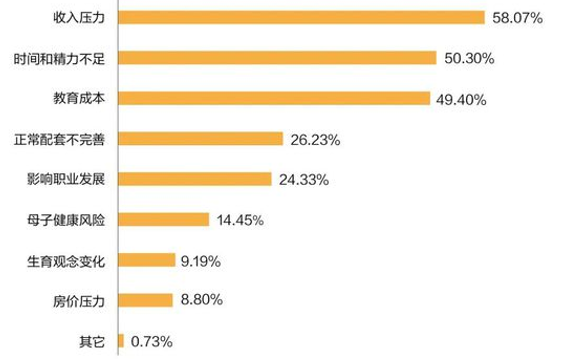 收入压力 58.07%
时间和精力不足 50.30%
教育成本 49.40%
正常配套不完善 26.23%
影响职业发展 24.33%
母子健康风险 14.45%
生育观念变化 9.19%
房价压力 8.80%
其它 0.73%